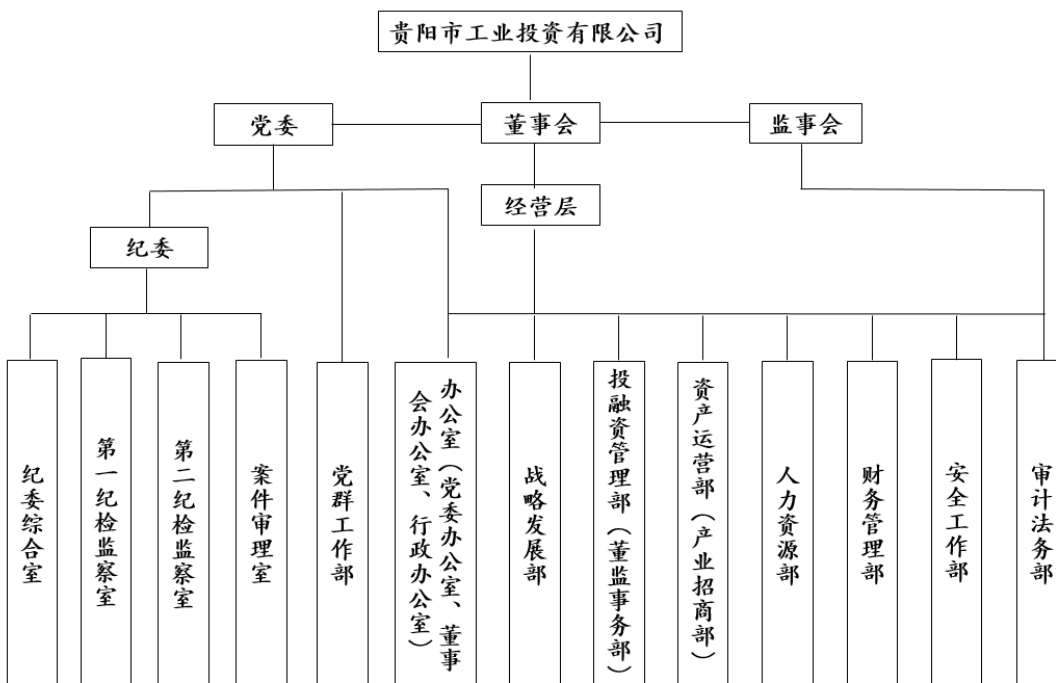 贵阳市工业投资有限公司
党委
董事会
监事会
经营层
纪委
纪委综合室
第一纪检监察室
第二纪检监察室
案件审理室
党群工作部
办公室（党委办公室、董事
会办公室、行政办公室）
战略发展部
投融资管理部（董监事务部）
资产运营部（产业招商部）
人力资源部
财务管理部
安全工作部
审计法务部